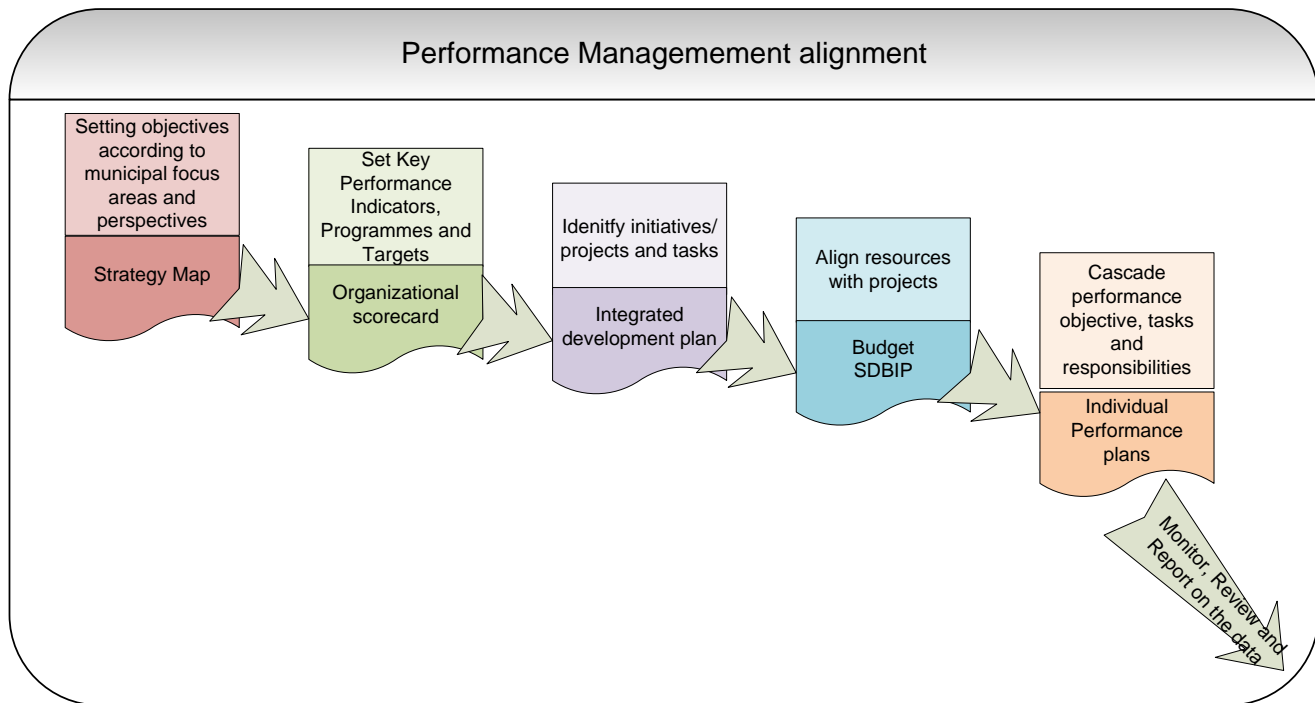 Performance Managemement alignment
Setting objectives
according to
municipal focus
areas and
perspectives
Strategy Map
Set Key
Performance
Indicators,
Programmes and
Targets
Organizational
scorecard
Idenitfy initiatives/
projects and tasks
Integrated
development plan
Align resources
with projects
Budget
SDBIP
Cascade
performance
objective, tasks
and
responsibilities
Individual
Performance
plans
Monitor, Review and
Report on the data